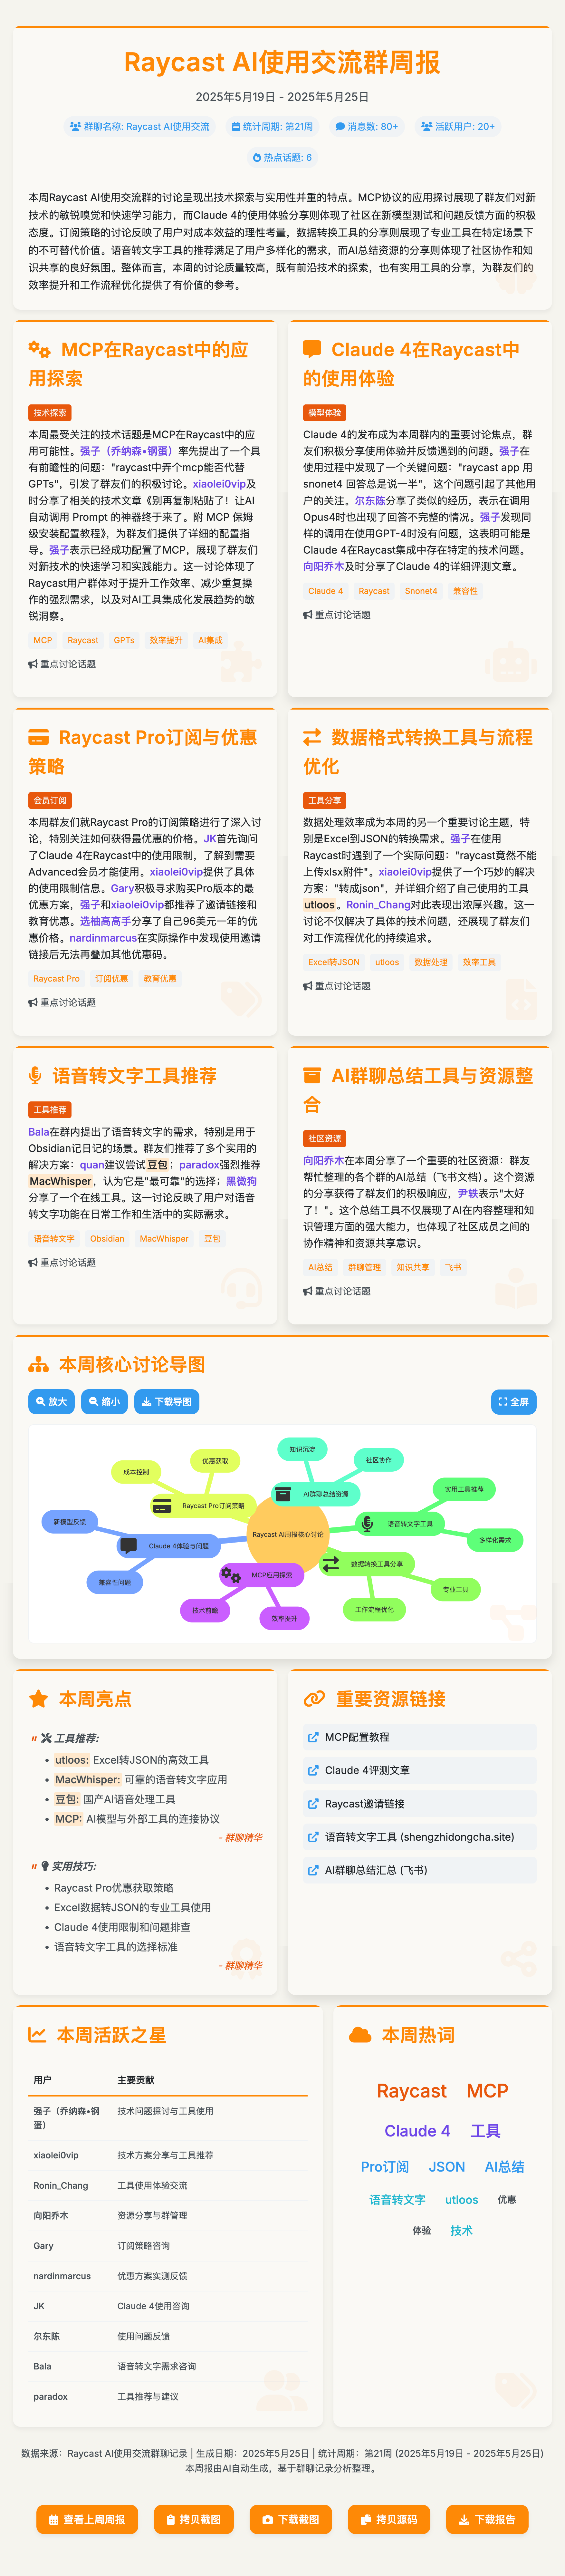 Raycast AI使用交流群周报
2025年5月19日 - 2025年5月25日
群聊名称: Raycast AI使用交流
统计周期: 第21周
消息数: 80+
活跃用户: 20+
热点话题: 6
本周Raycast AI使用交流群的讨论呈现出技术探索与实用性并重的特点。MCP协议的应用探讨展现了群友们对新
技术的敏锐嗅觉和快速学习能力，而Claude 4的使用体验分享则体现了社区在新模型测试和问题反馈方面的积极
态度。订阅策略的讨论反映了用户对成本效益的理性考量，数据转换工具的分享则展现了专业工具在特定场景下
的不可替代价值。语音转文字工具的推荐满足了用户多样化的需求，而AI总结资源的分享则体现了社区协作和知
识共享的良好氛围。整体而言，本周的讨论质量较高，既有前沿技术的探索，也有实用工具的分享，为群友们的
效率提升和工作流程优化提供了有价值的参考。
MCP在Raycast中的应
用探索
技术探索
本周最受关注的技术话题是MCP在Raycast中的应
用可能性。强子（乔纳森•钢蛋）率先提出了一个具
有前瞻性的问题："raycast中弄个mcp能否代替
GPTs"，引发了群友们的积极讨论。xiaolei0vip及
时分享了相关的技术文章《别再复制粘贴了！让AI
自动调用 Prompt 的神器终于来了。附 MCP 保姆
级安装配置教程》，为群友们提供了详细的配置指
导。强子表示已经成功配置了MCP，展现了群友们
对新技术的快速学习和实践能力。这一讨论体现了
Raycast用户群体对于提升工作效率、减少重复操
作的强烈需求，以及对AI工具集成化发展趋势的敏
锐洞察。
MCP
Raycast
GPTs
效率提升
AI集成
重点讨论话题
Claude 4在Raycast中
的使用体验
模型体验
Claude 4的发布成为本周群内的重要讨论焦点，群
友们积极分享使用体验并反馈遇到的问题。强子在
使用过程中发现了一个关键问题："raycast app 用
snonet4 回答总是说一半"，这个问题引起了其他用
户的关注。尔东陈分享了类似的经历，表示在调用
Opus4时也出现了回答不完整的情况。强子发现同
样的调用在使用GPT-4时没有问题，这表明可能是
Claude 4在Raycast集成中存在特定的技术问题。
向阳乔木及时分享了Claude 4的详细评测文章。
Claude 4
Raycast
Snonet4
兼容性
重点讨论话题
Raycast Pro订阅与优惠
策略
会员订阅
本周群友们就Raycast Pro的订阅策略进行了深入讨
论，特别关注如何获得最优惠的价格。JK首先询问
了Claude 4在Raycast中的使用限制，了解到需要
Advanced会员才能使用。xiaolei0vip提供了具体
的使用限制信息。Gary积极寻求购买Pro版本的最
优惠方案，强子和xiaolei0vip都推荐了邀请链接和
教育优惠。选柚高高手分享了自己96美元一年的优
惠价格。nardinmarcus在实际操作中发现使用邀请
链接后无法再叠加其他优惠码。
Raycast Pro
订阅优惠
教育优惠
重点讨论话题
数据格式转换工具与流程
优化
工具分享
数据处理效率成为本周的另一个重要讨论主题，特
别是Excel到JSON的转换需求。强子在使用
Raycast时遇到了一个实际问题："raycast竟然不能
上传xlsx附件"。xiaolei0vip提供了一个巧妙的解决
方案："转成json"，并详细介绍了自己使用的工具
utloos。Ronin_Chang对此表现出浓厚兴趣。这一
讨论不仅解决了具体的技术问题，还展现了群友们
对工作流程优化的持续追求。
Excel转JSON
utloos
数据处理
效率工具
重点讨论话题
语音转文字工具推荐
工具推荐
Bala在群内提出了语音转文字的需求，特别是用于
Obsidian记日记的场景。群友们推荐了多个实用的
解决方案：quan建议尝试豆包；paradox强烈推荐
MacWhisper，认为它是"最可靠"的选择；黑微狗
分享了一个在线工具。这一讨论反映了用户对语音
转文字功能在日常工作和生活中的实际需求。
语音转文字
Obsidian
MacWhisper
豆包
重点讨论话题
AI群聊总结工具与资源整
合
社区资源
向阳乔木在本周分享了一个重要的社区资源：群友
帮忙整理的各个群的AI总结（飞书文档）。这个资源
的分享获得了群友们的积极响应，尹轶表示"太好
了！"。这个总结工具不仅展现了AI在内容整理和知
识管理方面的强大能力，也体现了社区成员之间的
协作精神和资源共享意识。
AI总结
群聊管理
知识共享
飞书
重点讨论话题
本周核心讨论导图
放大
缩小
下载导图
全屏
知识沉淀
社区协作
优惠获取
成本控制
实用工具推荐
AI群聊总结资源
Raycast Pro订阅策略
新模型反馈
语音转文字工具
Raycast AI周报核心讨论
多样化需求
Claude 4体验与问题
数据转换工具分享
MCP应用探索
兼容性问题
专业工具
技术前瞻
工作流程优化
效率提升
本周亮点
工具推荐:
utloos: Excel转JSON的高效工具
MacWhisper: 可靠的语音转文字应用
豆包: 国产AI语音处理工具
MCP: AI模型与外部工具的连接协议
- 群聊精华
实用技巧:
Raycast Pro优惠获取策略
Excel数据转JSON的专业工具使用
Claude 4使用限制和问题排查
语音转文字工具的选择标准
- 群聊精华
重要资源链接
MCP配置教程
Claude 4评测文章
Raycast邀请链接
语音转文字工具 (shengzhidongcha.site)
AI群聊总结汇总 (飞书)
本周活跃之星
用户 主要贡献
强子（乔纳森•钢
蛋） 技术问题探讨与工具使用
xiaolei0vip 技术方案分享与工具推荐
Ronin_Chang 工具使用体验交流
向阳乔木 资源分享与群管理
Gary 订阅策略咨询
nardinmarcus 优惠方案实测反馈
JK Claude 4使用咨询
尔东陈 使用问题反馈
Bala 语音转文字需求咨询
paradox 工具推荐与建议
本周热词
Raycast MCP
Claude 4 工具
Pro订阅 JSON AI总结
语音转文字 utloos 优惠
体验 技术
数据来源：Raycast AI使用交流群聊记录 | 生成日期：2025年5月25日 | 统计周期：第21周 (2025年5月19日 - 2025年5月25日)
本周报由AI自动生成，基于群聊记录分析整理。
查看上周周报
拷贝截图
下载截图
拷贝源码
下载报告